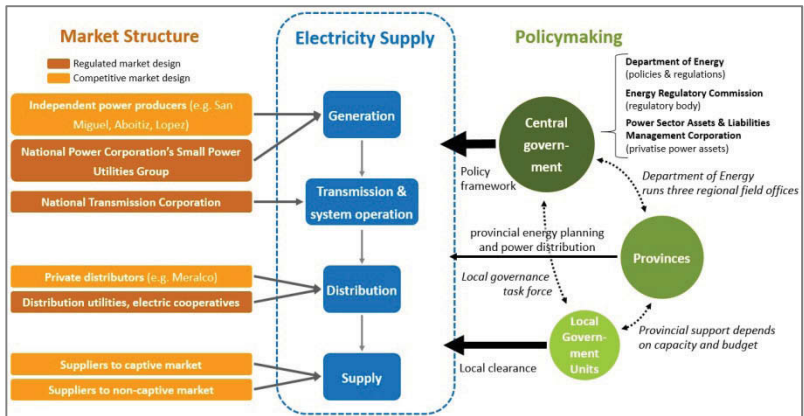 Market Structure
Regulated market design
Competitive market design
Independent power producers (e.g. San
Miguel, Aboitiz, Lopez)
National Power Corporation's Small Power
Utilities Group
National Transmission Corporation
Private distributors (e.g. Meralco)
Distribution utilities, electric cooperatives
Suppliers to captive market
Suppliers to non-captive market
Electricity Supply
Generation
Transmission &
system operation
Distribution
Supply
Policymaking
Department of Energy
(policies & regulations)
Energy Regulatory Commission
(regulatory body)
Power Sector Assets & Liabilities
Management Corporation
(privatise power assets)
Central
govern-
ment
Policy
framework
Department of Energy
runs three regional field offices
provincial energy planning
and power distribution
Provinces
Local governance
task force
Local
Govern-
ment
Units
Provincial support depends
on capacity and budget
Local clearance